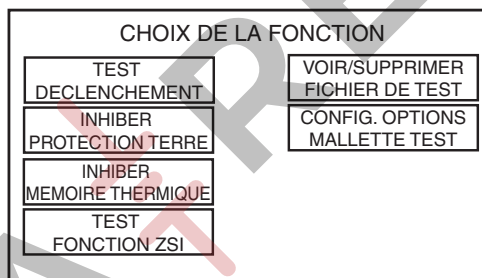 CHOIX DE LA FONCTION
TEST
DECLENCHEMENT
INHIBER
PROTECTION TERRE
INHIBER
MEMOIRE THERMIQUE
TEST
FONCTION ZSI
VOIR/SUPPRIMER
FICHIER DE TEST
CONFIG. OPTIONS
MALLETTE TEST